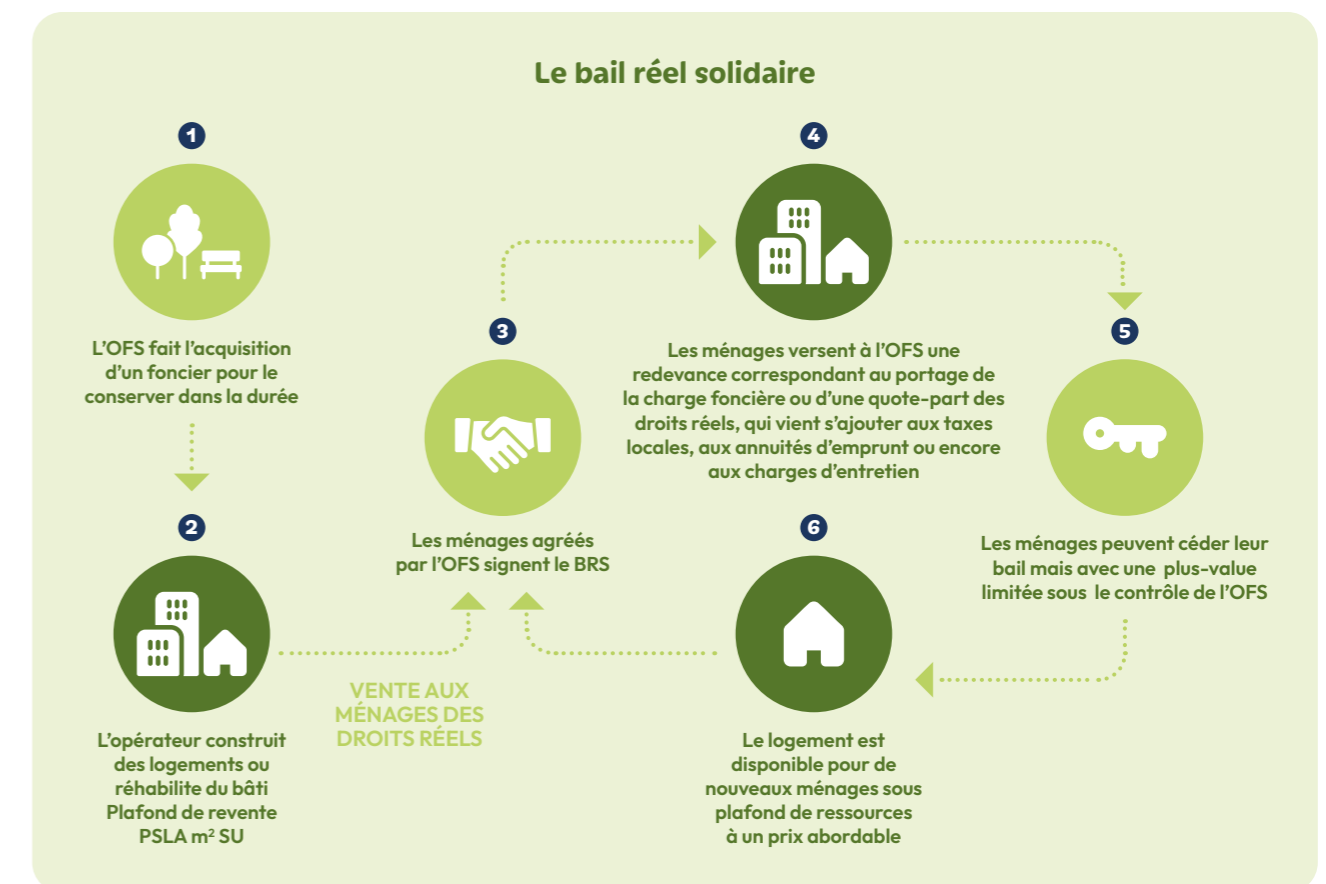 Le bail réel solidaire
1
L’OFS fait l’acquisition
d’un foncier pour le
conserver dans la durée
2
L’opérateur construit
des logements ou
réhabilite du bâti
Plafond de revente
PSLA m² SU
VENTE AUX
MÉNAGES DES
DROITS RÉELS
3
Les ménages agréés
par l’OFS signent le BRS
4
Les ménages versent à l’OFS une
redevance correspondant au portage de
la charge foncière ou d’une quote-part des
droits réels, qui vient s’ajouter aux taxes
locales, aux annuités d’emprunt ou encore
aux charges d’entretien
5
Les ménages peuvent céder leur
bail mais avec une plus-value
limitée sous le contrôle de l’OFS
6
Le logement est
disponible pour de
nouveaux ménages sous
plafond de ressources
à un prix abordable